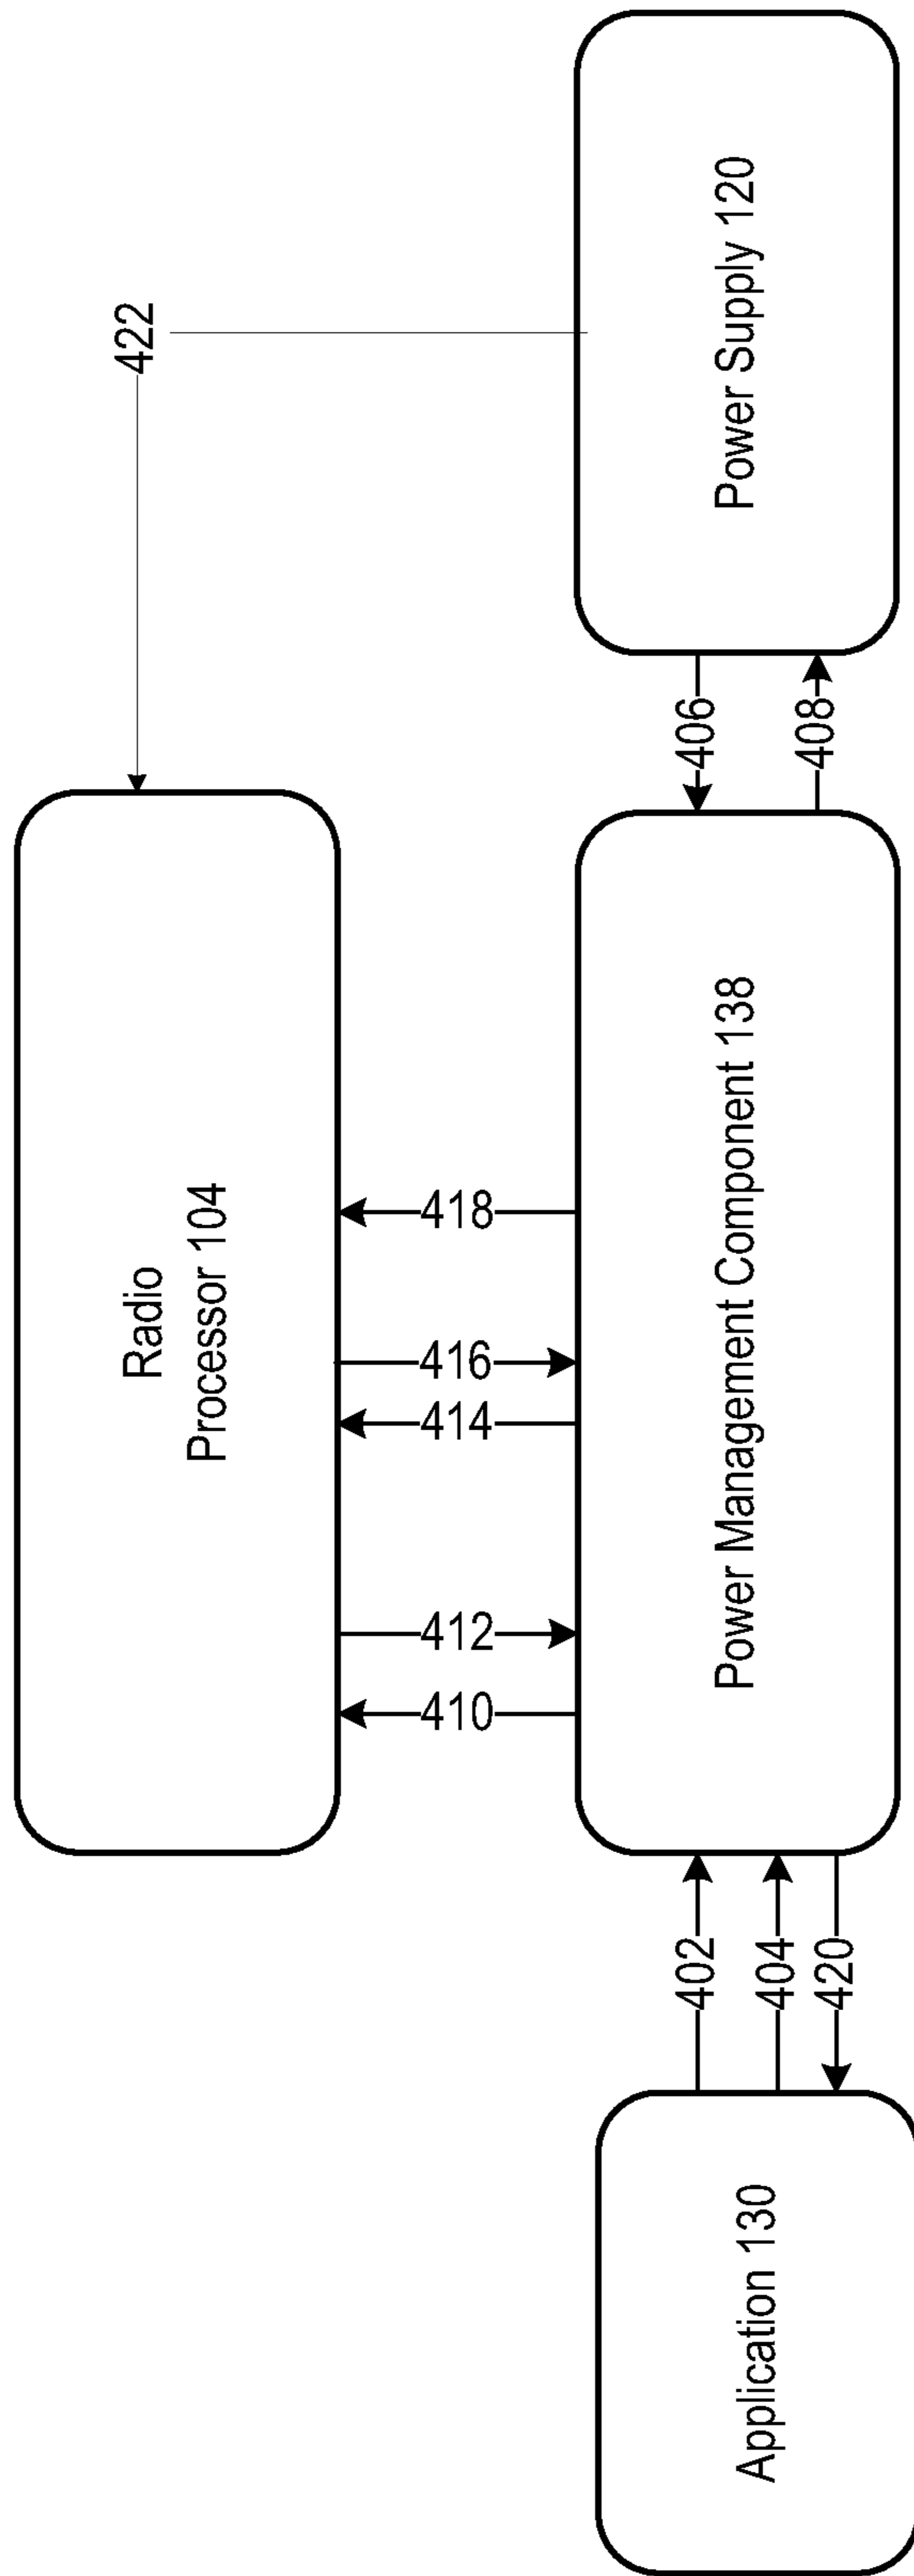 422
Radio
Processor 104
Power Supply 120
410
412
414
416
418
402
404
420
406
408
Power Management Component 138
Application 130